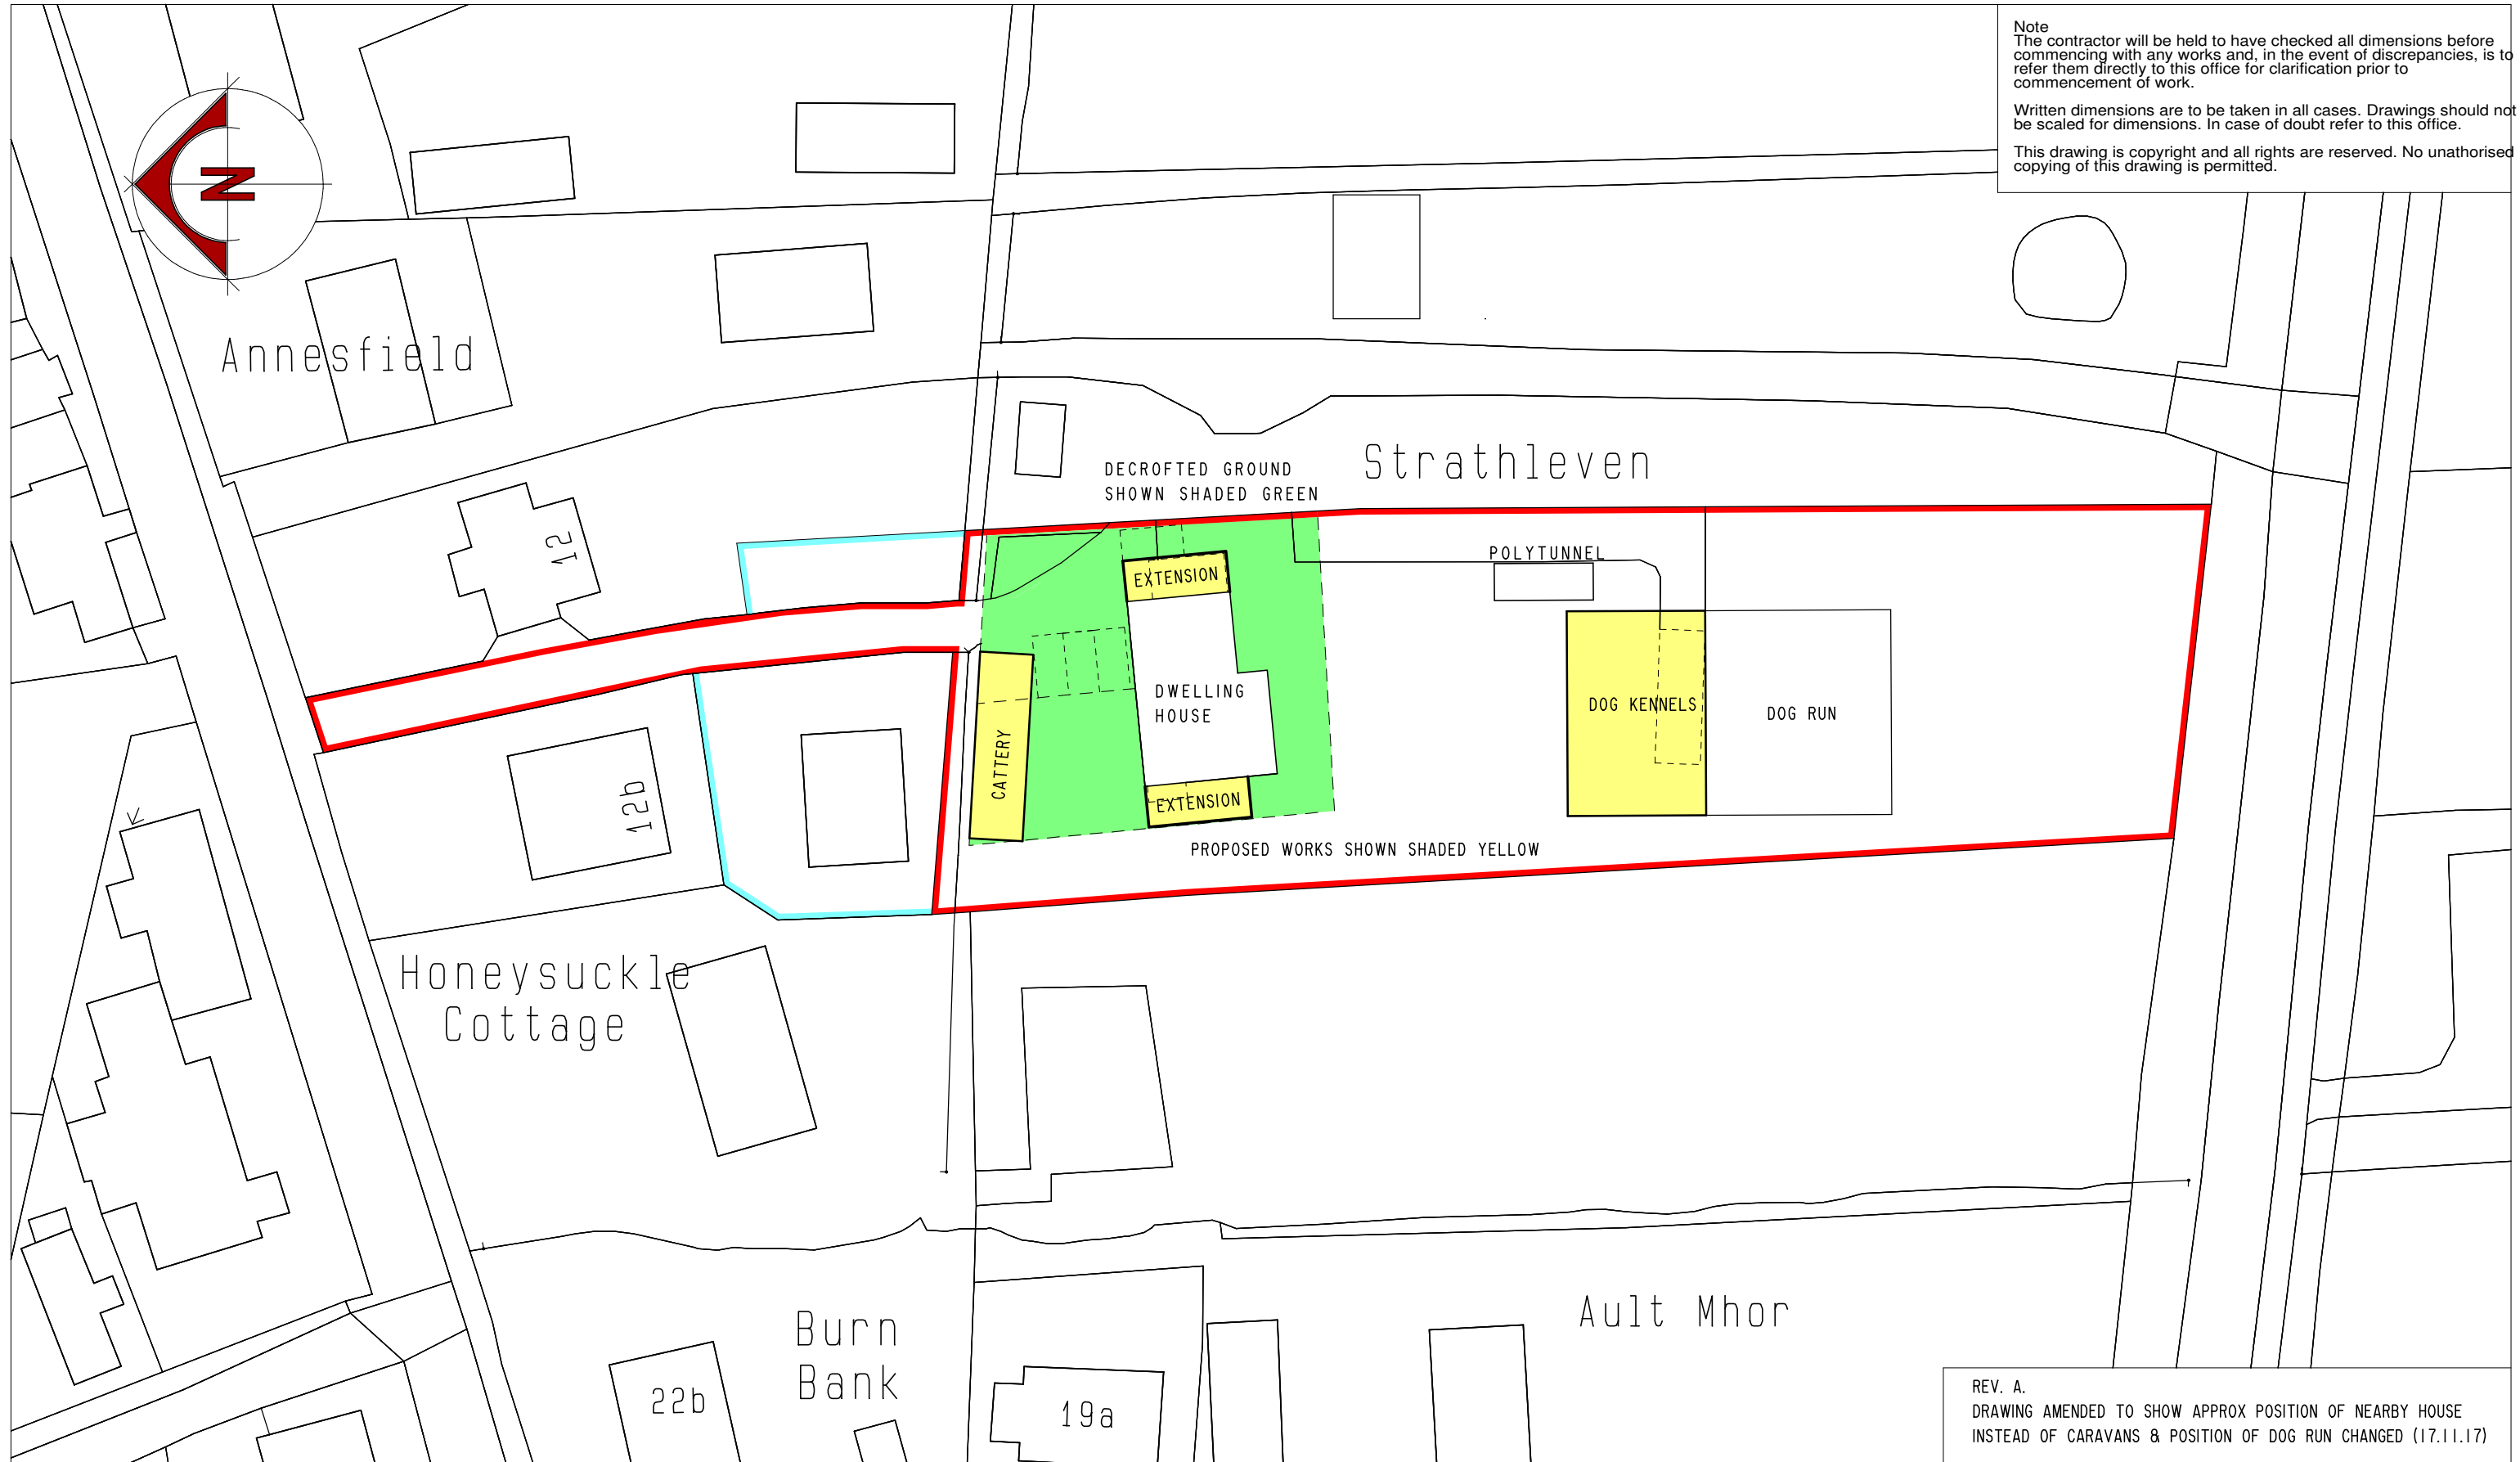 Note
The contractor will be held to have checked all dimensions before
commencing with any works and, in the event of discrepancies, is to
refer them directly to this office for clarification prior to
commencement of work.
Written dimensions are to be taken in all cases. Drawings should not
be scaled for dimensions. In case of doubt refer to this office.
This drawing is copyright and all rights are reserved. No unathorised
copying of this drawing is permitted.
N
Annesfield
Strathleven
DECROFTED GROUND
SHOWN SHADED GREEN
12
EXTENSION
POLYTUNNEL
DWELLING
HOUSE
DOG KENNELS
DOG RUN
CATTERY
12b
EXTENSION
PROPOSED WORKS SHOWN SHADED YELLOW
Honeysuckle
Cottage
Burn
Bank
Ault Mhor
22b
19a
REV. A.
DRAWING AMENDED TO SHOW APPROX POSITION OF NEARBY HOUSE
INSTEAD OF CARAVANS & POSITION OF DOG RUN CHANGED (17.11.17)